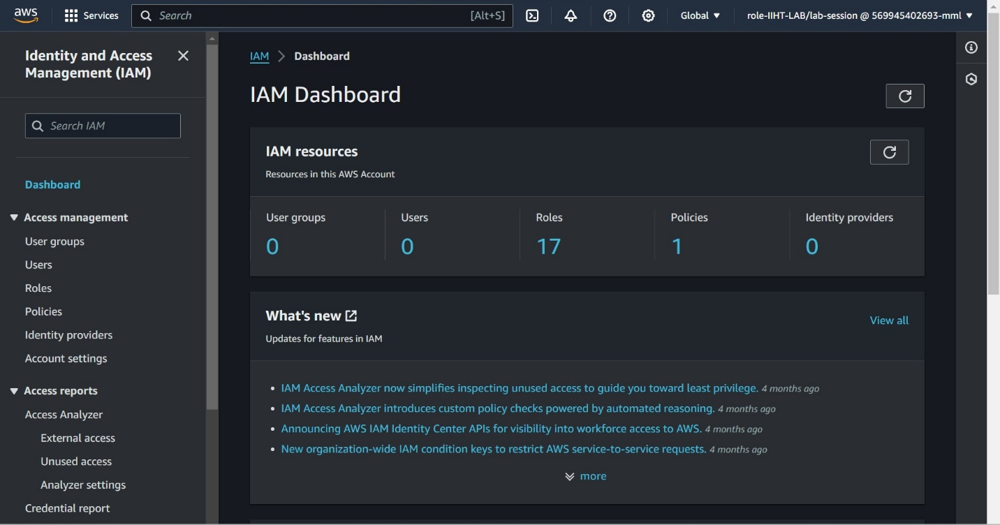 aws
Services
Search [Alt+S]
Global
role-IIHT-LAB/lab-session @ 569945402693-mml
Identity and Access
Management (IAM)
Search IAM
Dashboard
Access management
User groups
Users
Roles
Policies
Identity providers
Account settings
Access reports
Access Analyzer
External access
Unused access
Analyzer settings
Credential report
IAM
Dashboard
IAM Dashboard
IAM resources
Resources in this AWS Account
User groups
0
Users
0
Roles
17
Policies
1
Identity providers
0
What's new
Updates for features in IAM
View all
IAM Access Analyzer now simplifies inspecting unused access to guide you toward least privilege. 4 months ago
IAM Access Analyzer introduces custom policy checks powered by automated reasoning. 4 months ago
Announcing AWS IAM Identity Center APIs for visibility into workforce access to AWS. 4 months ago
New organization-wide IAM condition keys to restrict AWS service-to-service requests. 4 months ago
more